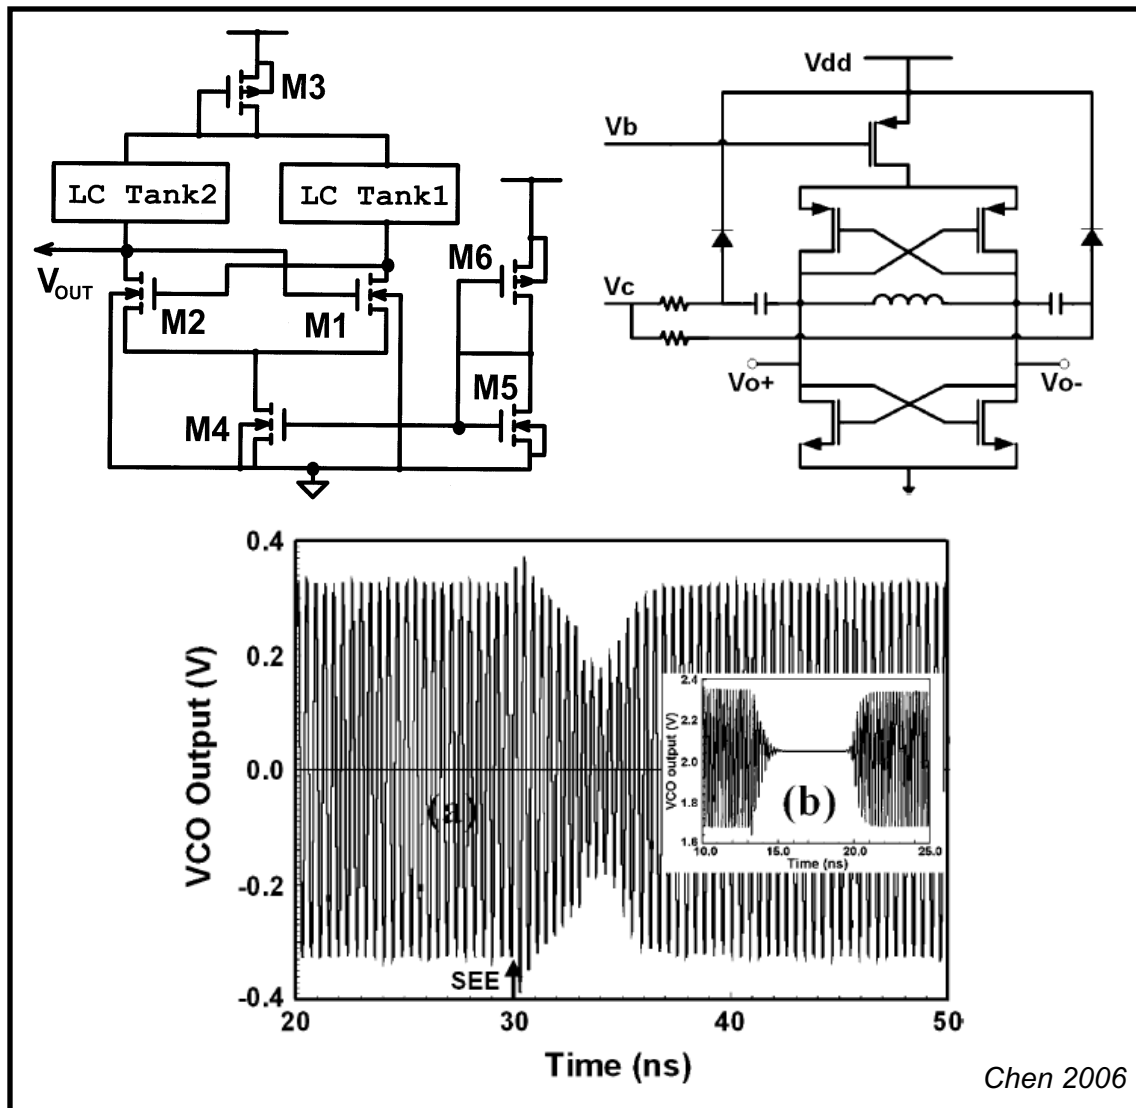 M3
LC Tank2
LC Tank1
VOUT
M2
M1
M6
M5
M4
Vdd
Vb
Vc
Vo+
Vo-
VCO Output (V)
0.4
0.2
0.0
-0.2
-0.4
(a)
SEE
20
30
40
50
Time (ns)
VCO output (V)
2.4
2.2
2.0
1.8
1.6
(b)
10.0
15.0
20.0
25.0
Time (ns)
Chen 2006